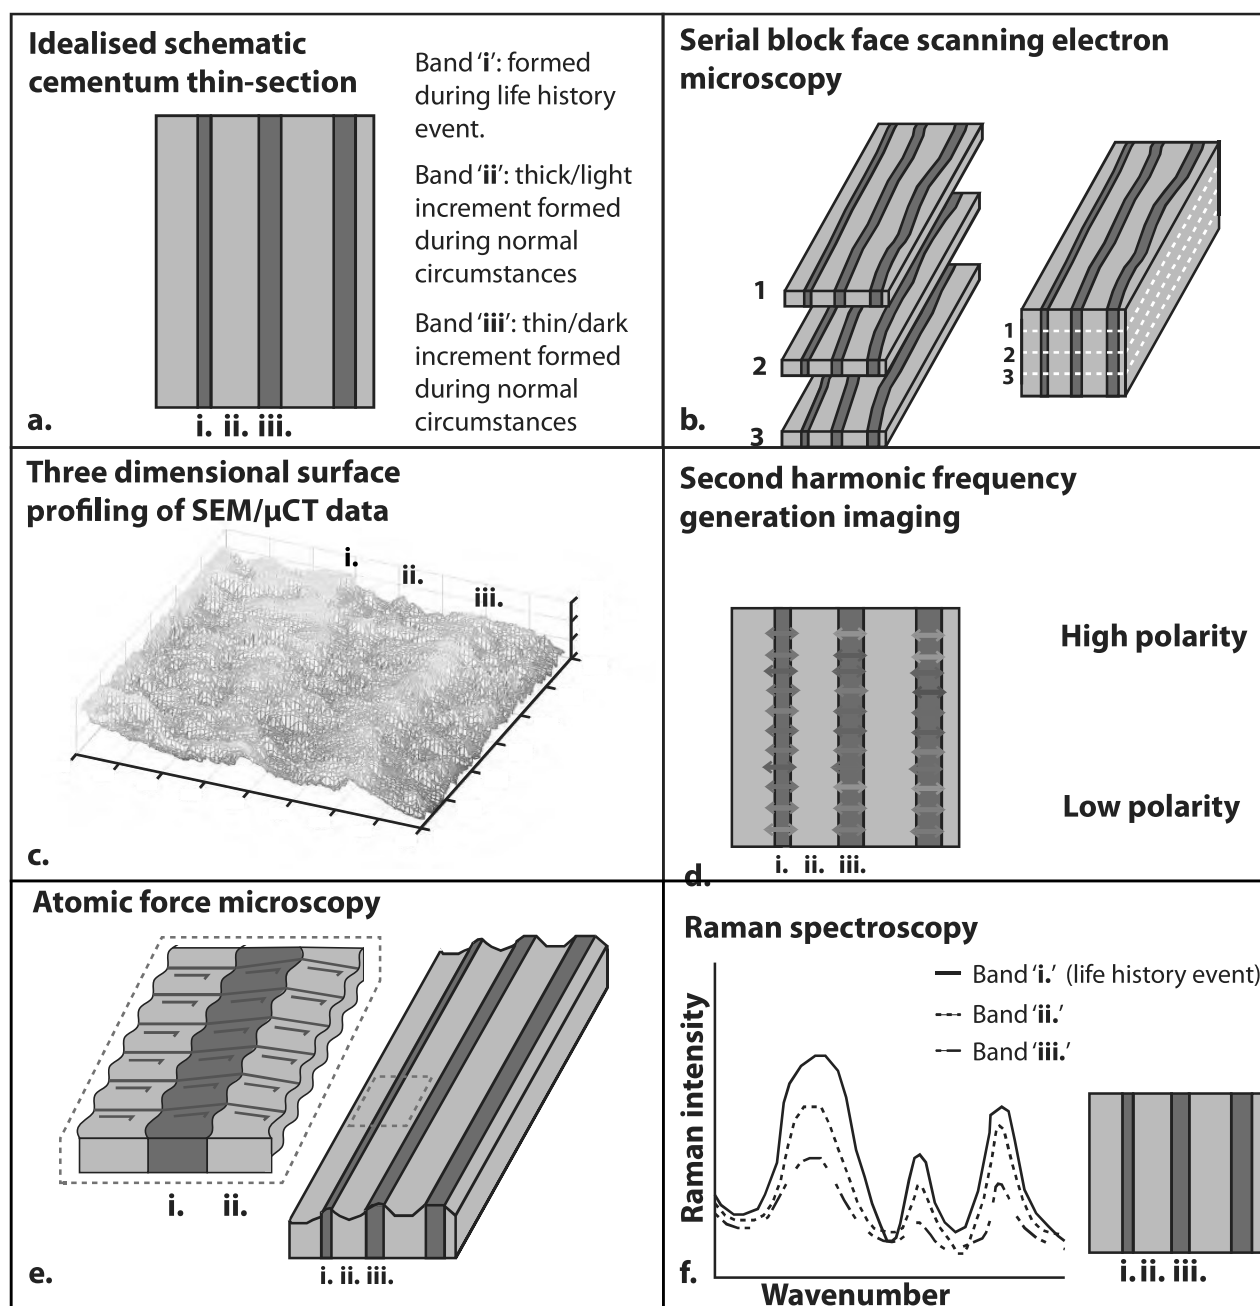 Idealised schematic
cementum thin-section
Band ‘i’: formed
during life history
event.
Band ‘ii’: thick/light
increment formed
during normal
circumstances
Band ‘iii’: thin/dark
increment formed
during normal
circumstances
i. ii. iii.
a.
Serial block face scanning electron
microscopy
1
2
3
1
2
3
b.
Three dimensional surface
profiling of SEM/µCT data
i.
ii.
iii.
c.
Second harmonic frequency
generation imaging
High polarity
Low polarity
i. ii. iii.
d.
Atomic force microscopy
i. ii.
i. ii. iii.
e.
Raman spectroscopy
Band ‘i.’ (life history event)
Band ‘ii.’
Band ‘iii.’
Raman intensity
Wavenumber
i. ii. iii.
f.